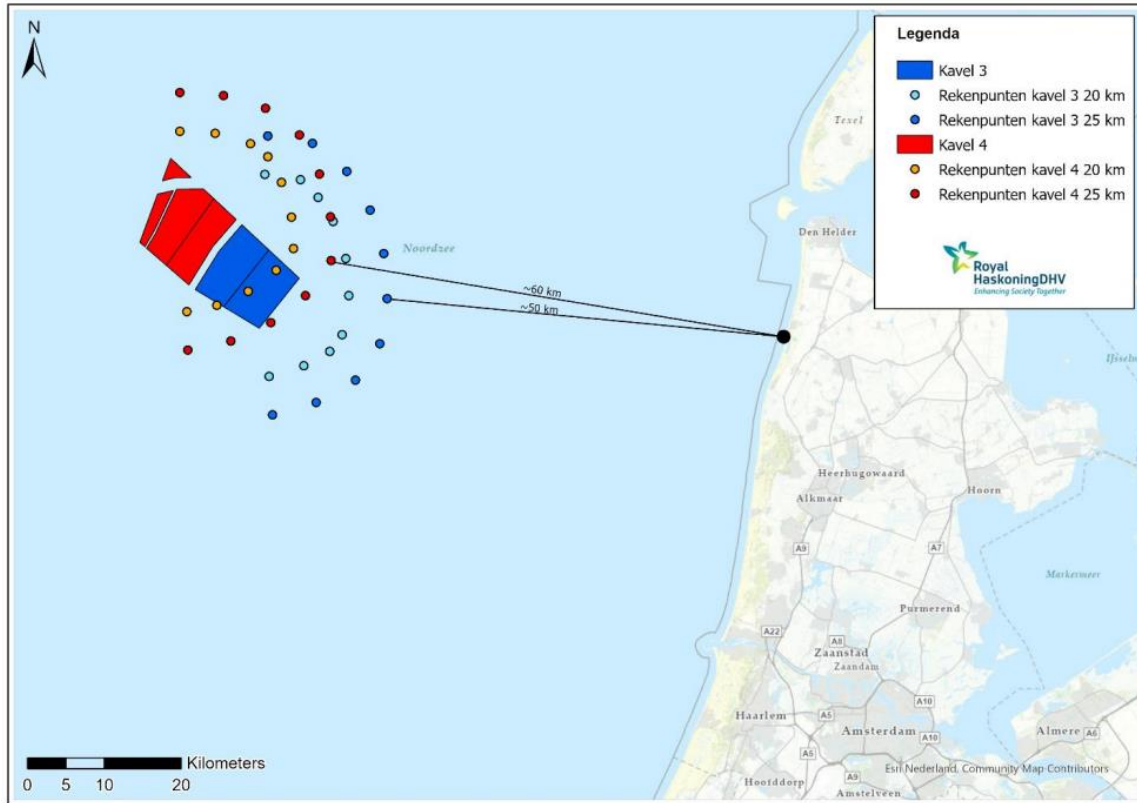 N
Legenda
Kavel 3
Rekenpunten kavel 3 20 km
Rekenpunten kavel 3 25 km
Kavel 4
Rekenpunten kavel 4 20 km
Rekenpunten kavel 4 25 km
Royal
HaskoningDHV
Enhancing Society Together
Texel
Den Helder
Noordzee
~60 km
~50 km
Heerhugowaard
Alkmaar
Hoorn
A9
A7
Markermeer
Purmerend
A22
A8
Zaanstad
Zaandam
A10
Haarlem
A5
Amsterdam
A10
Almere
A6
A5
A9
Hoofddorp
Amstelveen
Kilometers
0 5 10 20
Esri Nederland, Community Map Contributors